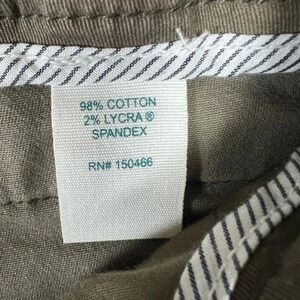 98% COTTON
2% LYCRA®
SPANDEX
RN# 150466